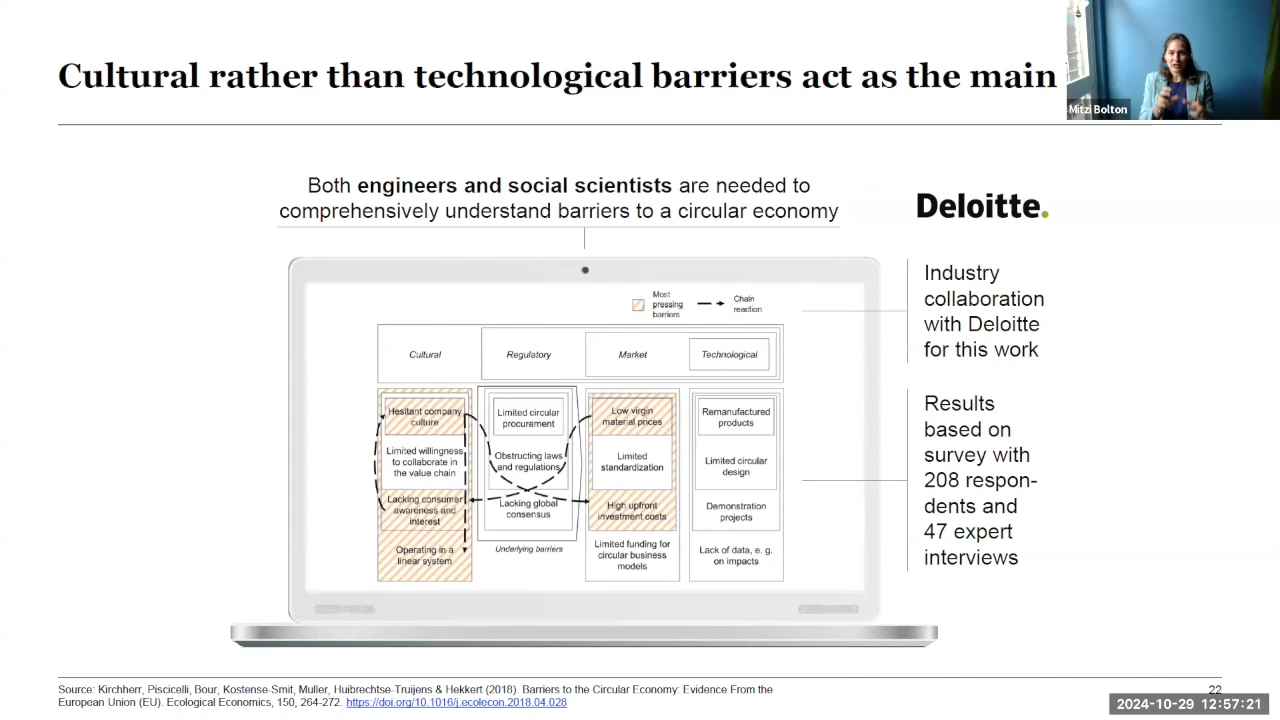 Cultural rather than technological barriers act as the main
Mitzi Bolton
Both engineers and social scientists are needed to
comprehensively understand barriers to a circular economy
Deloitte.
Industry
collaboration
with Deloitte
for this work
Results
based on
survey with
208 respon-
dents and
47 expert
interviews
Most
pressing
barriers
Chain
reaction
Cultural
Regulatory
Market
Technological
Hesitant company
culture
Limited willingness
to collaborate in
the value chain
Lacking consumer
awareness and
interest
Operating in a
linear system
Limited circular
procurement
Obstructing laws
and regulations
Lacking global
consensus
Underlying barriers
Low virgin
material prices
Limited
standardization
High upfront
investment costs
Limited funding for
circular business
models
Remanufactured
products
Limited circular
design
Demonstration
projects
Lack of data, e. g.
on impacts
Source: Kirchherr, Piscicelli, Bour, Kostense-Smit, Muller, Huibrechtse-Truijens & Hekkert (2018). Barriers to the Circular Economy: Evidence From the
European Union (EU). Ecological Economics, 150, 264-272. https://doi.org/10.1016/j.ecolecon.2018.04.028
22
2024-10-29 12:57:21